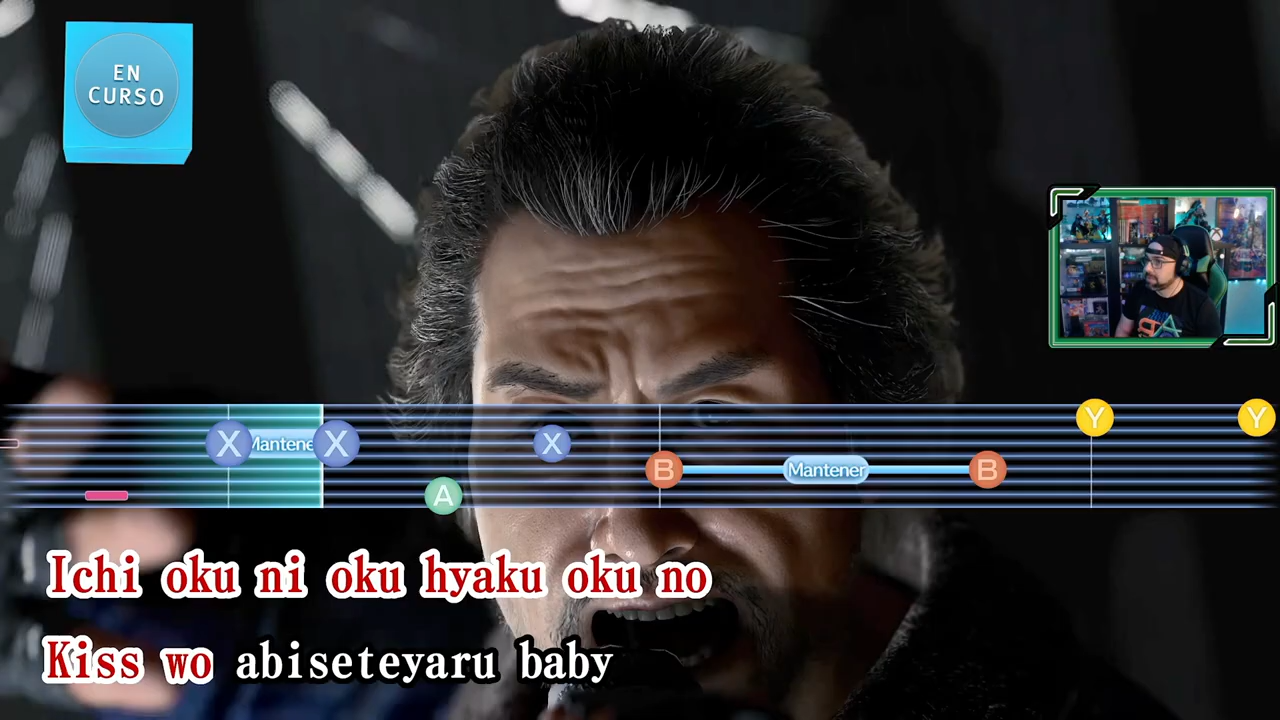 EN
CURSO
Y Y
X Mantener X X
B Mantener B
A
Ichi oku ni oku hyaku oku no
Kiss wo abiseteyaru baby